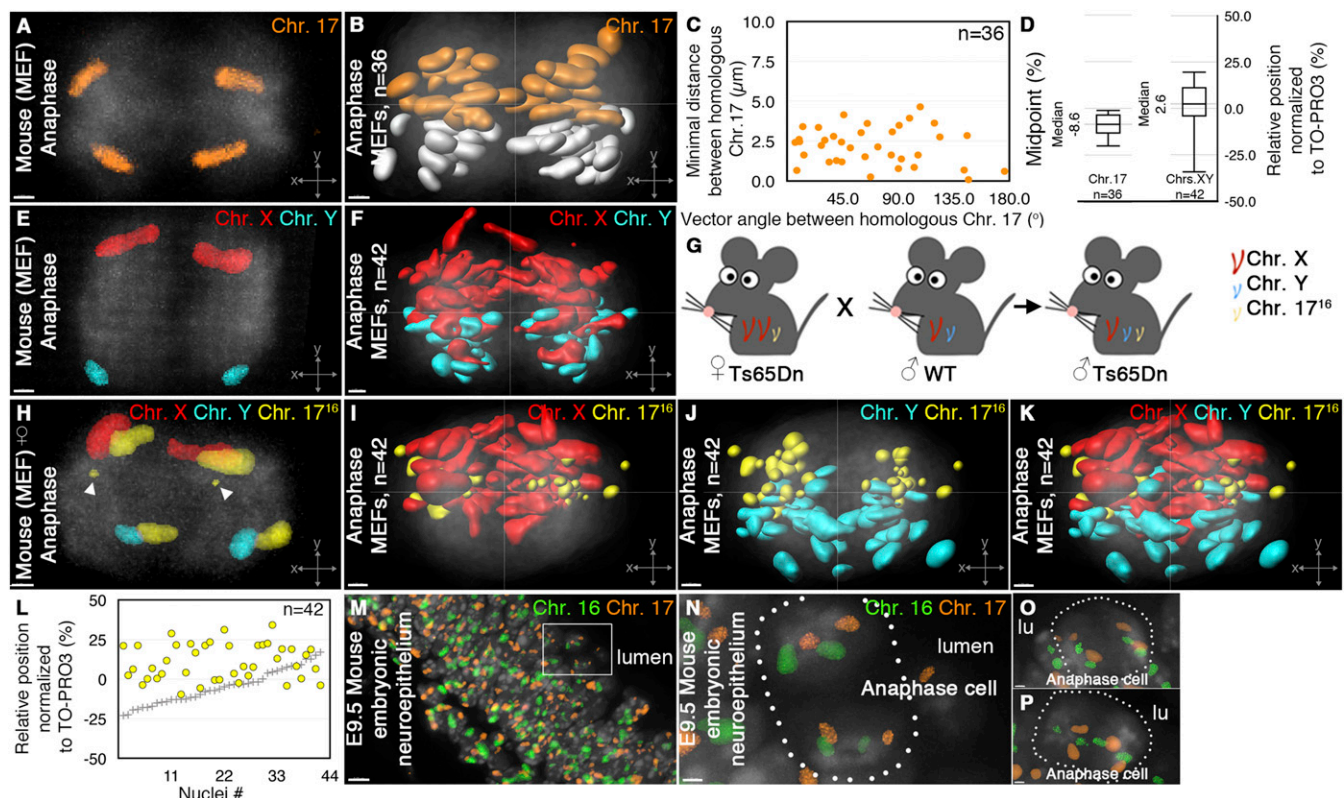 A
Chr. 17
Mouse (MEF)
Anaphase
x
y
B
Anaphase
MEFs, n=36
x
y
C
n=36
Minimal distance
between homologous
Chr.17 (µm)
10.0
7.5
5.0
2.5
0.0
45.0
90.0
135.0
180.0
Vector angle between homologous Chr. 17 (°)
D
Midpoint (%)
Median
-8.6
Median
2.6
Chr.17
n=36
Chrs.XY
n=42
50.0
25.0
0.0
-25.0
-50.0
Relative position
normalized
to TO-PRO3 (%)
E
Chr. X Chr. Y
Mouse (MEF)
Anaphase
x
y
F
Chr. X Chr. Y
Anaphase
MEFs, n=42
x
y
G
X
♀ Ts65Dn
♂ WT
♂ Ts65Dn
Chr. X
Chr. Y
Chr. 17¹⁶
H
Chr. X Chr. Y Chr. 17¹⁶
Mouse (MEF) ♀♂
Anaphase
x
y
I
Chr. X Chr. 17¹⁶
Anaphase
MEFs, n=42
x
y
J
Chr. Y Chr. 17¹⁶
Anaphase
MEFs, n=42
x
y
K
Chr. X Chr. Y Chr. 17¹⁶
Anaphase
MEFs, n=42
x
y
L
n=42
Relative position
normalized
to TO-PRO3 (%)
50
25
0
-25
-50
11
22
33
44
Nuclei #
M
Chr. 16 Chr. 17
E9.5 Mouse
embryonic
neuroepithelium
lumen
N
Chr. 16 Chr. 17
E9.5 Mouse
embryonic
neuroepithelium
lumen
Anaphase cell
O
lu
Anaphase cell
P
lu
Anaphase cell